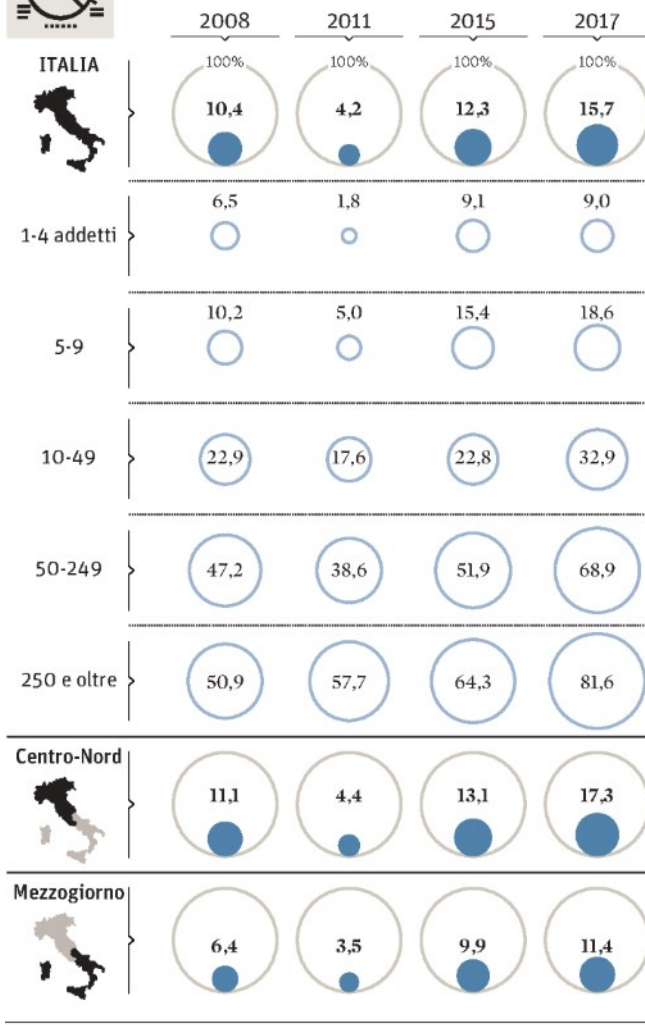 2008 2011 2015 2017
ITALIA
100% 100% 100% 100%
10,4 4,2 12,3 15,7
6,5 1,8 9,1 9,0
1-4 addetti
10,2 5,0 15,4 18,6
5-9
10-49 22,9 17,6 22,8 32,9
50-249 47,2 38,6 51,9 68,9
250 e oltre 50,9 57,7 64,3 81,6
Centro-Nord
11,1 4,4 13,1 17,3
Mezzogiorno
6,4 3,5 9,9 11,4